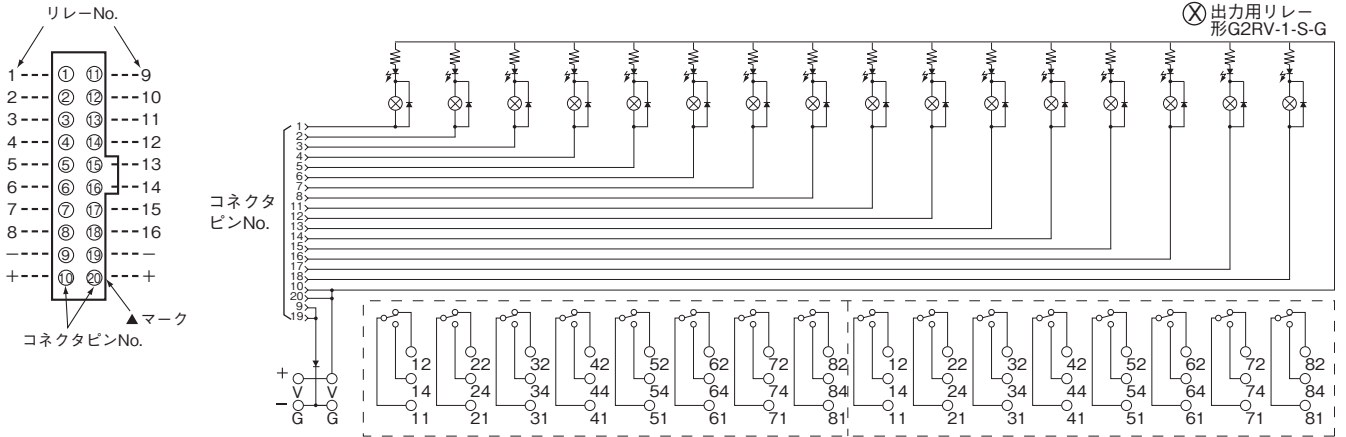 リレーNo.
1 ① ⑪ 9
2 ② ⑫ 10
3 ③ ⑬ 11
4 ④ ⑭ 12
5 ⑤ ⑮ 13
6 ⑥ ⑯ 14
7 ⑦ ⑰ 15
8 ⑧ ⑱ 16
− ⑨ ⑲ −
+ ⑩ ⑳ +
▲マーク
コネクタピンNo.
出力用リレー
形G2RV-1-S-G
コネクタ
ピンNo.
1
2
3
4
5
6
7
8
11
12
13
14
15
16
17
18
10
20
9
19
+
V V
−
G G
12 22 32 42 52 62 72 82 12 22 32 42 52 62 72 82
14 24 34 44 54 64 74 84 14 24 34 44 54 64 74 84
11 21 31 41 51 61 71 81 11 21 31 41 51 61 71 81